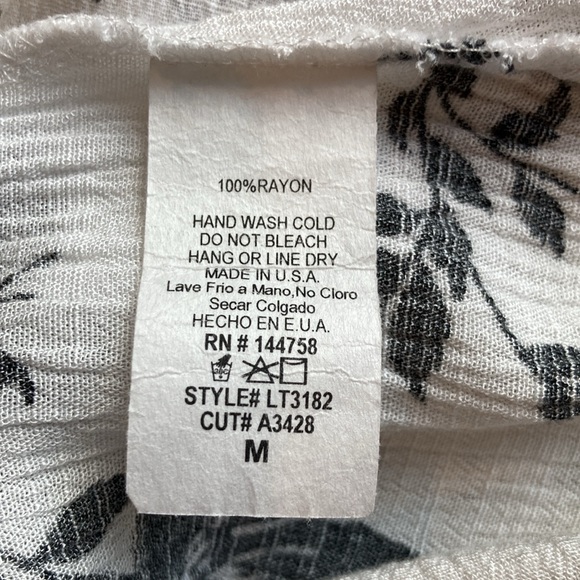 100%RAYON
HAND WASH COLD
DO NOT BLEACH
HANG OR LINE DRY
MADE IN U.S.A.
Lave Frio a Mano,No Cloro
Secar Colgado
HECHO EN E.U.A.
RN # 144758
STYLE# LT3182
CUT# A3428
M